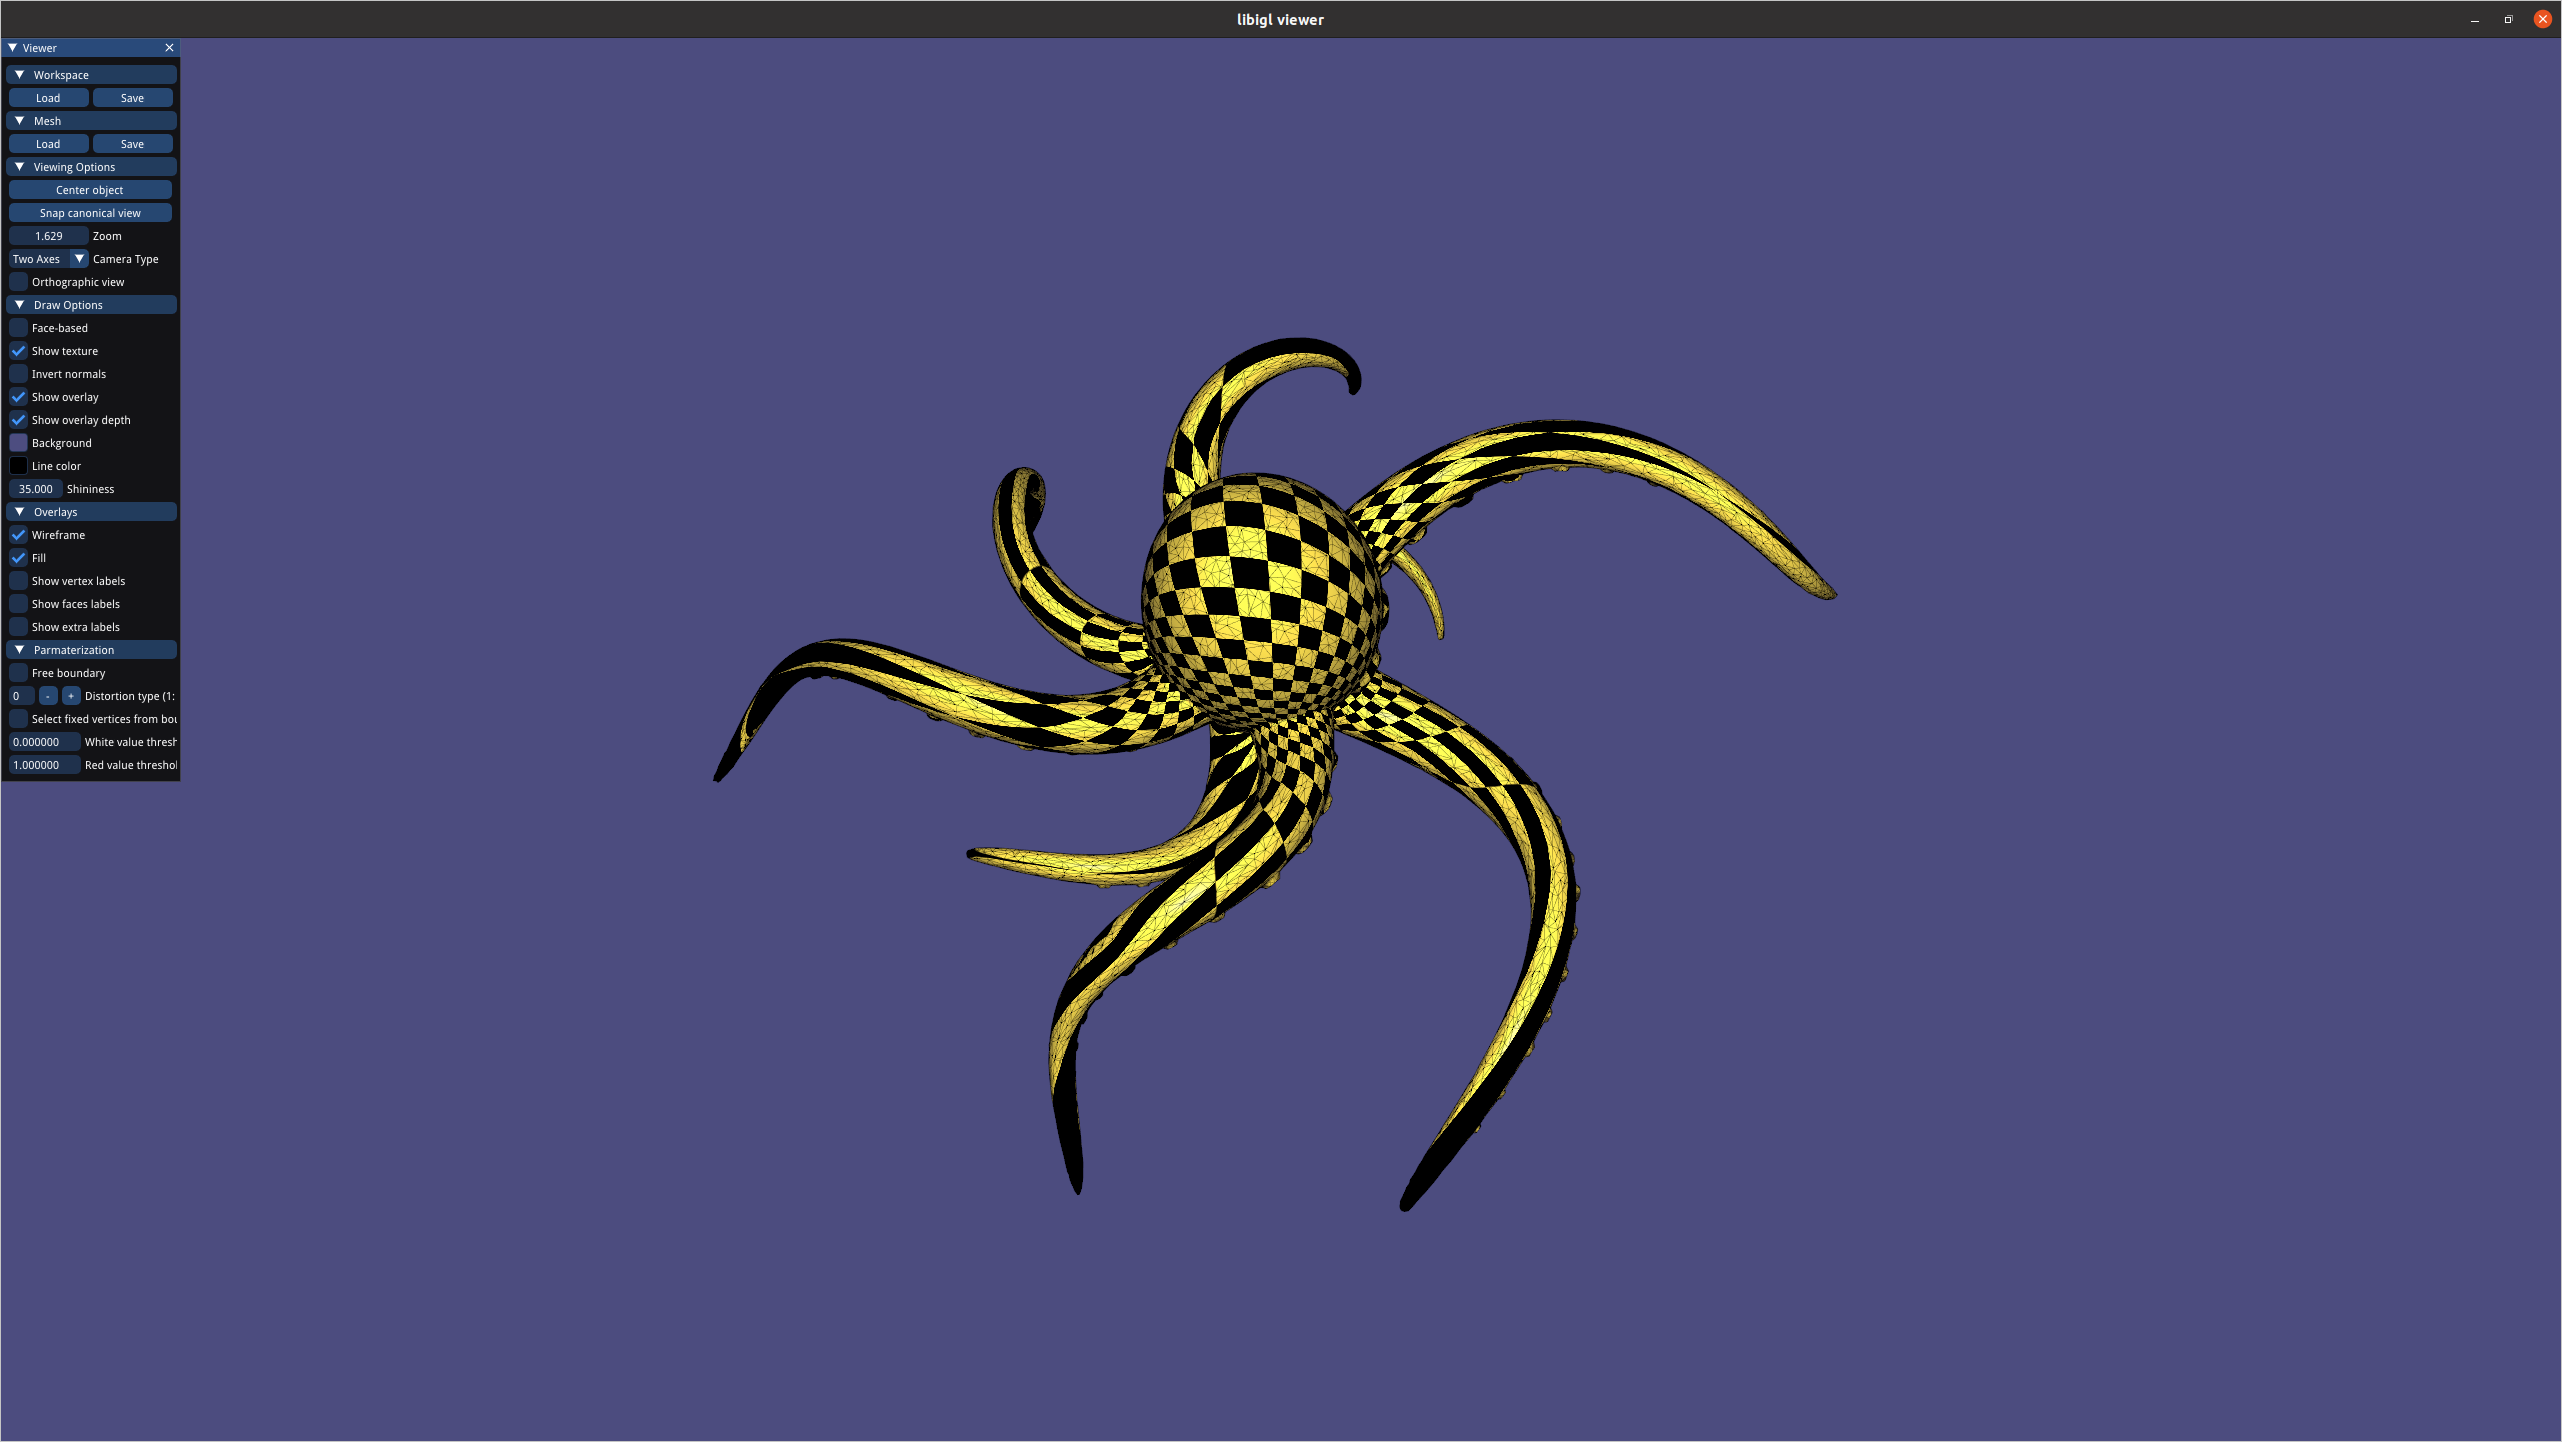 libigl viewer
Viewer
Workspace
Load Save
Mesh
Load Save
Viewing Options
Center object
Snap canonical view
1.629 Zoom
Two Axes Camera Type
Orthographic view
Draw Options
Face-based
Show texture
Invert normals
Show overlay
Show overlay depth
Background
Line color
35.000 Shininess
Overlays
Wireframe
Fill
Show vertex labels
Show faces labels
Show extra labels
Parmaterization
Free boundary
0 - + Distortion type (1:
Select fixed vertices from bou
0.000000 White value thresh
1.000000 Red value threshol